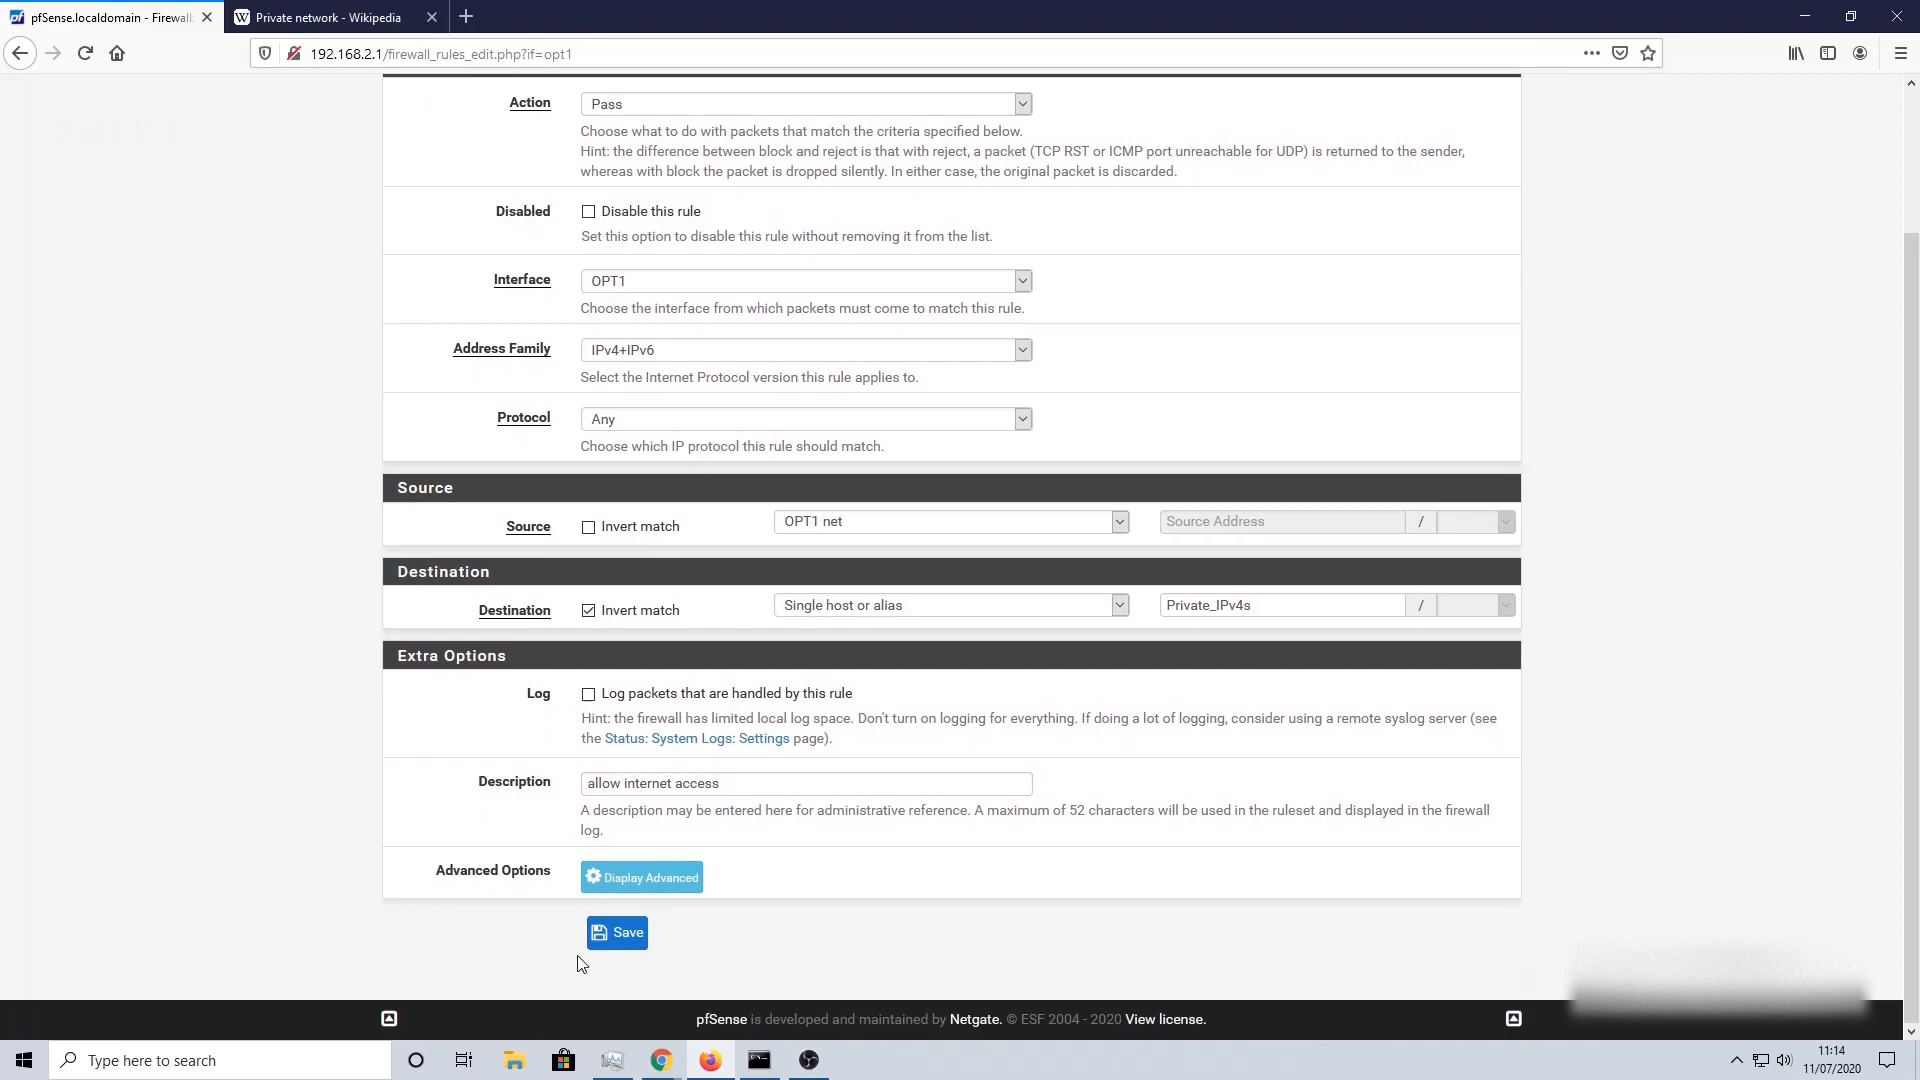 pfSense.localdomain - Firewall:
Private network - Wikipedia
192.168.2.1/firewall_rules_edit.php?if=opt1
Action
Pass
Choose what to do with packets that match the criteria specified below.
Hint: the difference between block and reject is that with reject, a packet (TCP RST or ICMP port unreachable for UDP) is returned to the sender,
whereas with block the packet is dropped silently. In either case, the original packet is discarded.
Disabled
Disable this rule
Set this option to disable this rule without removing it from the list.
Interface
OPT1
Choose the interface from which packets must come to match this rule.
Address Family
IPv4+IPv6
Select the Internet Protocol version this rule applies to.
Protocol
Any
Choose which IP protocol this rule should match.
Source
Source
Invert match
OPT1 net
Source Address
/
Destination
Destination
Invert match
Single host or alias
Private_IPv4s
/
Extra Options
Log
Log packets that are handled by this rule
Hint: the firewall has limited local log space. Don't turn on logging for everything. If doing a lot of logging, consider using a remote syslog server (see
the Status: System Logs: Settings page).
Description
allow internet access
A description may be entered here for administrative reference. A maximum of 52 characters will be used in the ruleset and displayed in the firewall
log.
Advanced Options
Display Advanced
Save
pfSense is developed and maintained by Netgate. © ESF 2004 - 2020 View license.
Type here to search
11:14
11/07/2020